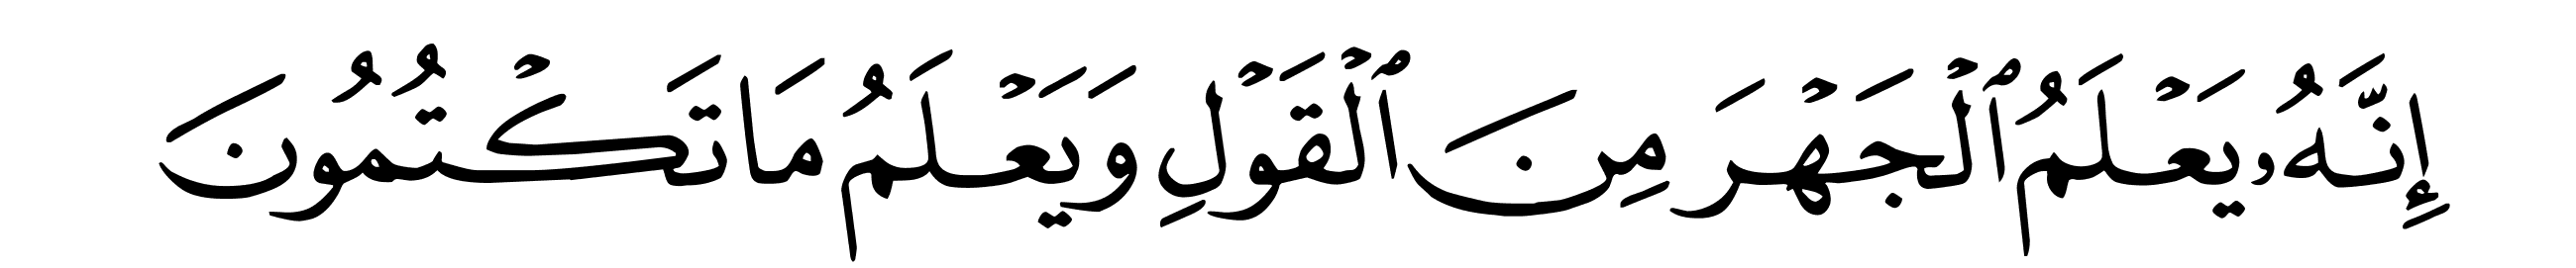 إِنَّهُۥ يَعْلَمُ ٱلْجَهْرَ مِنَ ٱلْقَوْلِ وَيَعْلَمُ مَا تَكْتُمُونَ